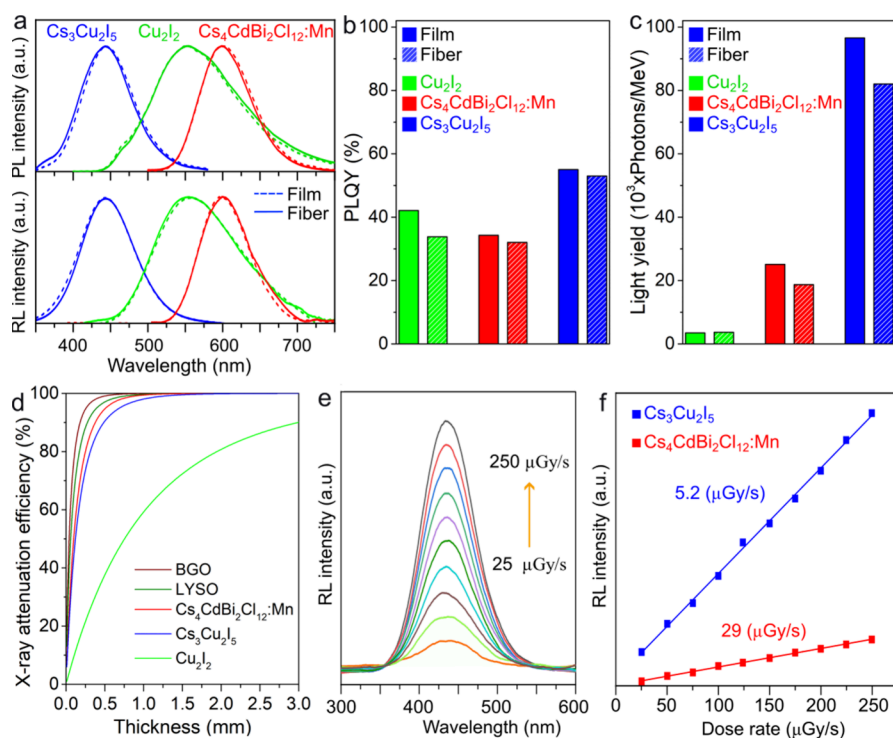 a
Cs₃Cu₂I₅ Cu₂I₂ Cs₄CdBi₂Cl₁₂:Mn
PL intensity (a.u.)
RL intensity (a.u.)
Film
Fiber
400 500 600 700
Wavelength (nm)
b
Film
Fiber
Cu₂I₂
Cs₄CdBi₂Cl₁₂:Mn
Cs₃Cu₂I₅
PLQY (%)
100
80
60
40
20
0
c
Film
Fiber
Cu₂I₂
Cs₄CdBi₂Cl₁₂:Mn
Cs₃Cu₂I₅
Light yield (10³xPhotons/MeV)
100
80
60
40
20
0
d
X-ray attenuation efficiency (%)
100
80
60
40
20
0
BGO
LYSO
Cs₄CdBi₂Cl₁₂:Mn
Cs₃Cu₂I₅
Cu₂I₂
0.0 0.5 1.0 1.5 2.0 2.5 3.0
Thickness (mm)
e
RL intensity (a.u.)
250 μGy/s
25 μGy/s
300 400 500 600
Wavelength (nm)
f
Cs₃Cu₂I₅
Cs₄CdBi₂Cl₁₂:Mn
RL intensity (a.u.)
5.2 (μGy/s)
29 (μGy/s)
0 50 100 150 200 250
Dose rate (μGy/s)